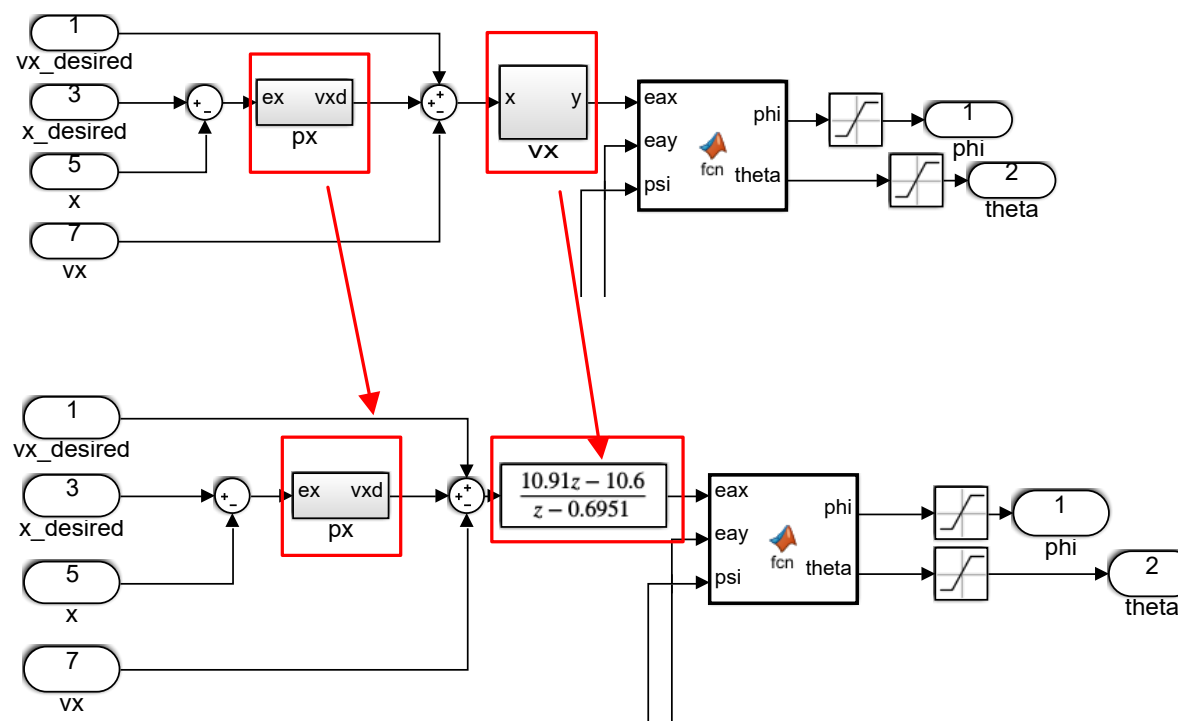 1
vx_desired
3
x_desired
5
x
7
vx
ex vxd
px
x y
vx
eax
eay
psi
phi
theta
fcn
1
phi
2
theta
1
vx_desired
3
x_desired
5
x
7
vx
ex vxd
px
10.91z − 10.6
z − 0.6951
eax
eay
psi
phi
theta
fcn
1
phi
2
theta